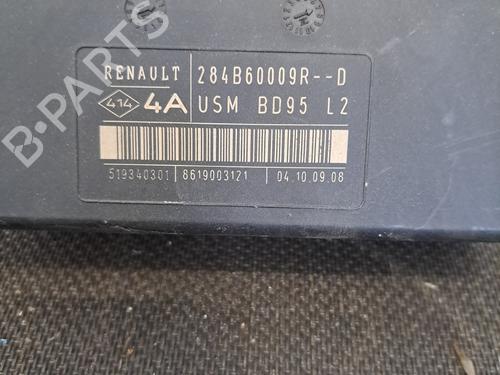 RENAULT 284B60009R--D
414 4A USM BD95 L2
519340301 8619003121 04.10.09.08
B-PARTS